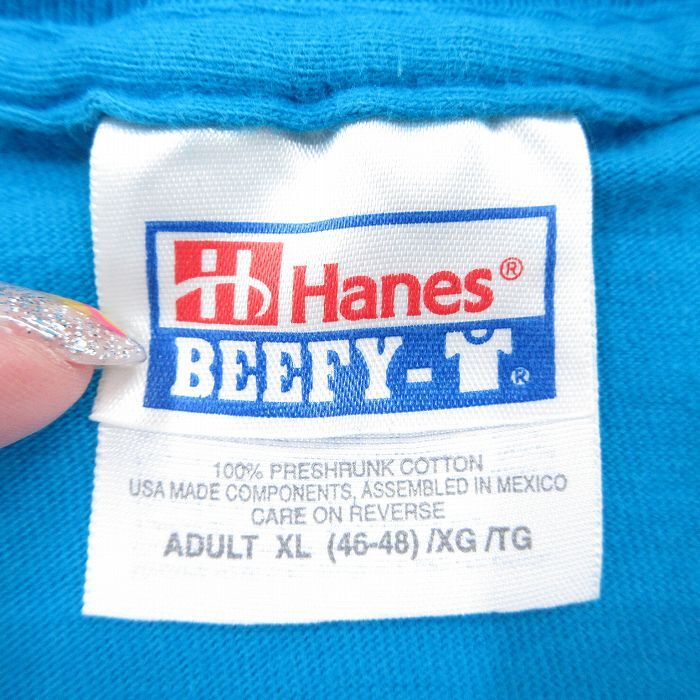 Hanes®
BEEFY-T®
100% PRESHRUNK COTTON
USA MADE COMPONENTS, ASSEMBLED IN MEXICO
CARE ON REVERSE
ADULT XL (46-48) /XG /TG